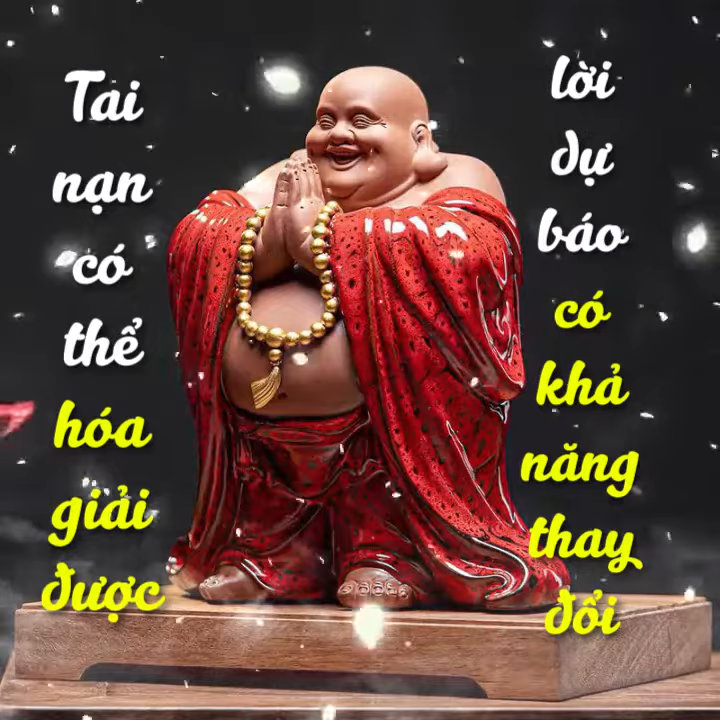 Tai
nạn
có
thể
hóa
giải
được
lời
dự
báo
có
khả
năng
thay
đổi